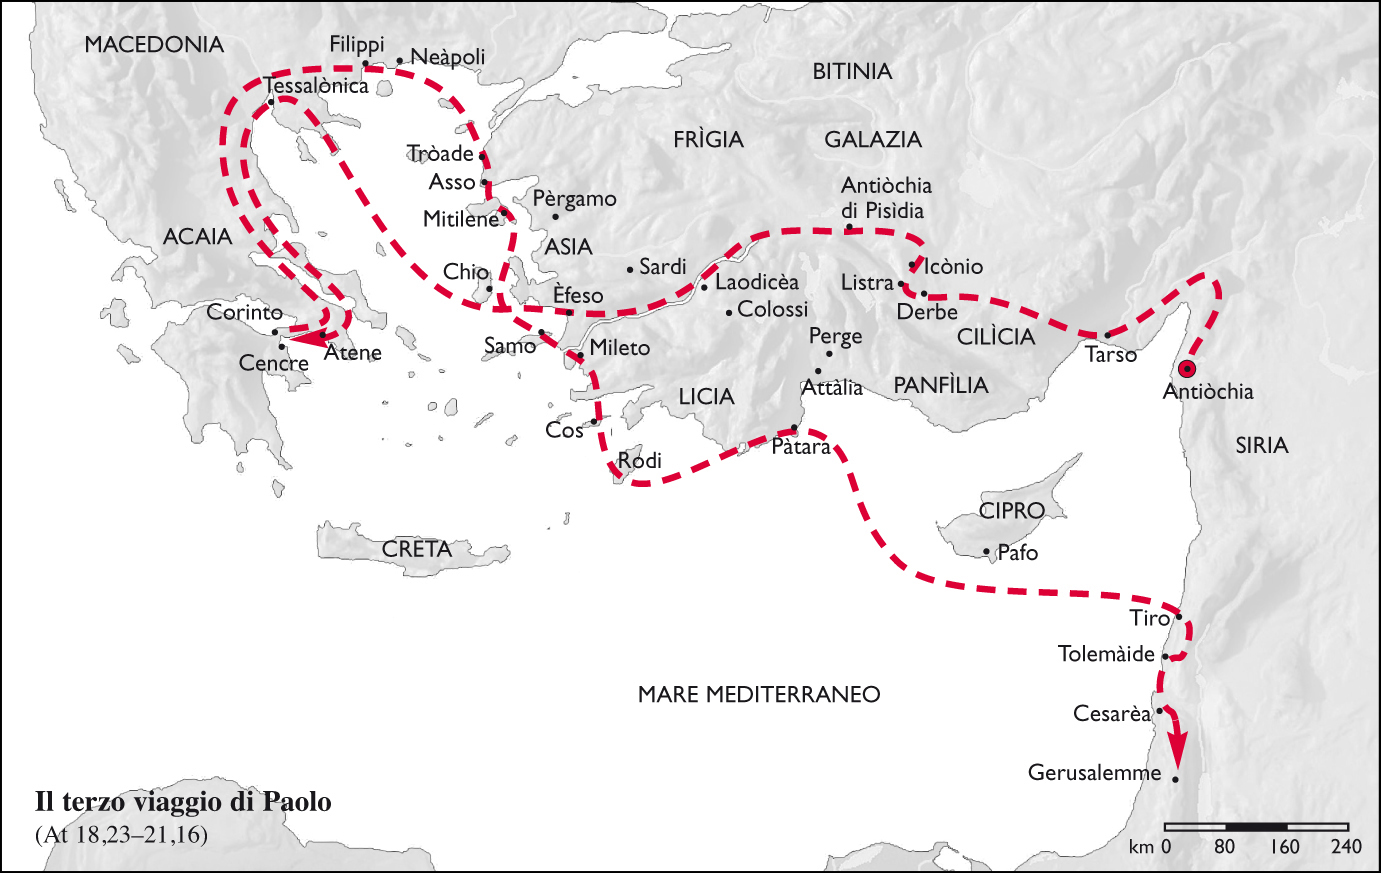 MACEDONIA
Filippi
Neàpoli
Tessalònica
BITINIA
FRÌGIA
GALAZIA
Tròade
Asso
Mitilene
Pèrgamo
Antiòchia
di Pisìdia
ACAIA
ASIA
Chio
Sardi
Èfeso
Laodicèa
Colossi
Icònio
Listra
Derbe
CILÌCIA
Corinto
Cencre
Atene
Samo
Mileto
Perge
Attàlia
PANFÌLIA
Tarso
Antiòchia
LICIA
Cos
Rodi
Pàtara
SIRIA
CRETA
CIPRO
Pafo
Tiro
Tolemàide
MARE MEDITERRANEO
Cesarèa
Gerusalemme
Il terzo viaggio di Paolo
(At 18,23–21,16)
km 0 80 160 240